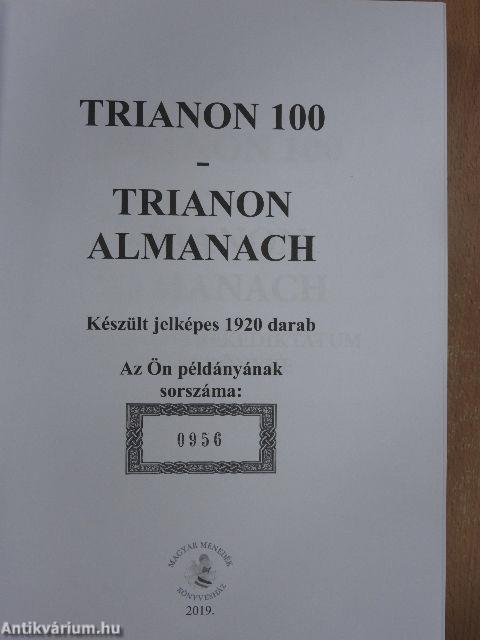 TRIANON 100
-
TRIANON
ALMANACH
Készült jelképes 1920 darab
Az Ön példányának
sorszáma:
0956
MAGYAR MENEDÉK
KÖNYVESHÁZ
2019.
Antikvárium.hu